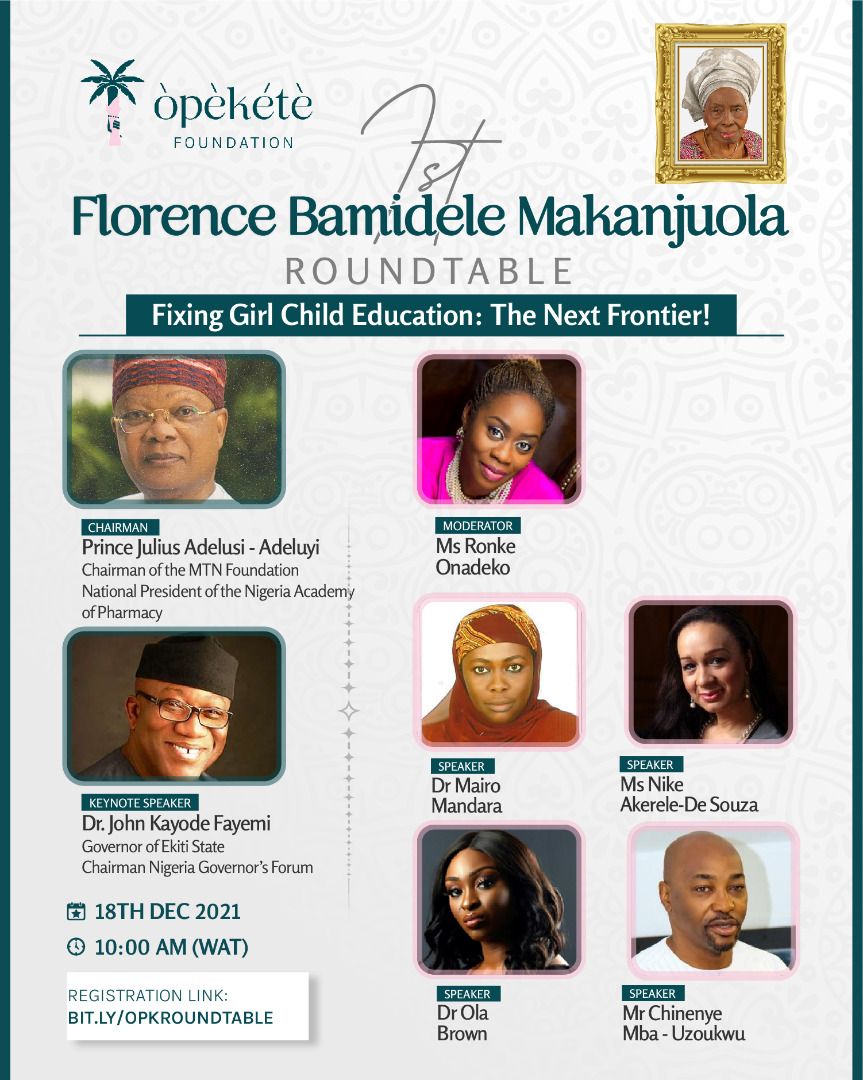 òpèkétè
FOUNDATION
1st
Florence Bamidele Makanjuola
ROUNDTABLE
Fixing Girl Child Education: The Next Frontier!
CHAIRMAN
Prince Julius Adelusi - Adeluyi
Chairman of the MTN Foundation
National President of the Nigeria Academy
of Pharmacy
KEYNOTE SPEAKER
Dr. John Kayode Fayemi
Governor of Ekiti State
Chairman Nigeria Governor's Forum
18TH DEC 2021
10:00 AM (WAT)
REGISTRATION LINK:
BIT.LY/OPKROUNDTABLE
MODERATOR
Ms Ronke
Onadeko
SPEAKER
Dr Mairo
Mandara
SPEAKER
Ms Nike
Akerele-De Souza
SPEAKER
Dr Ola
Brown
SPEAKER
Mr Chinenye
Mba - Uzoukwu